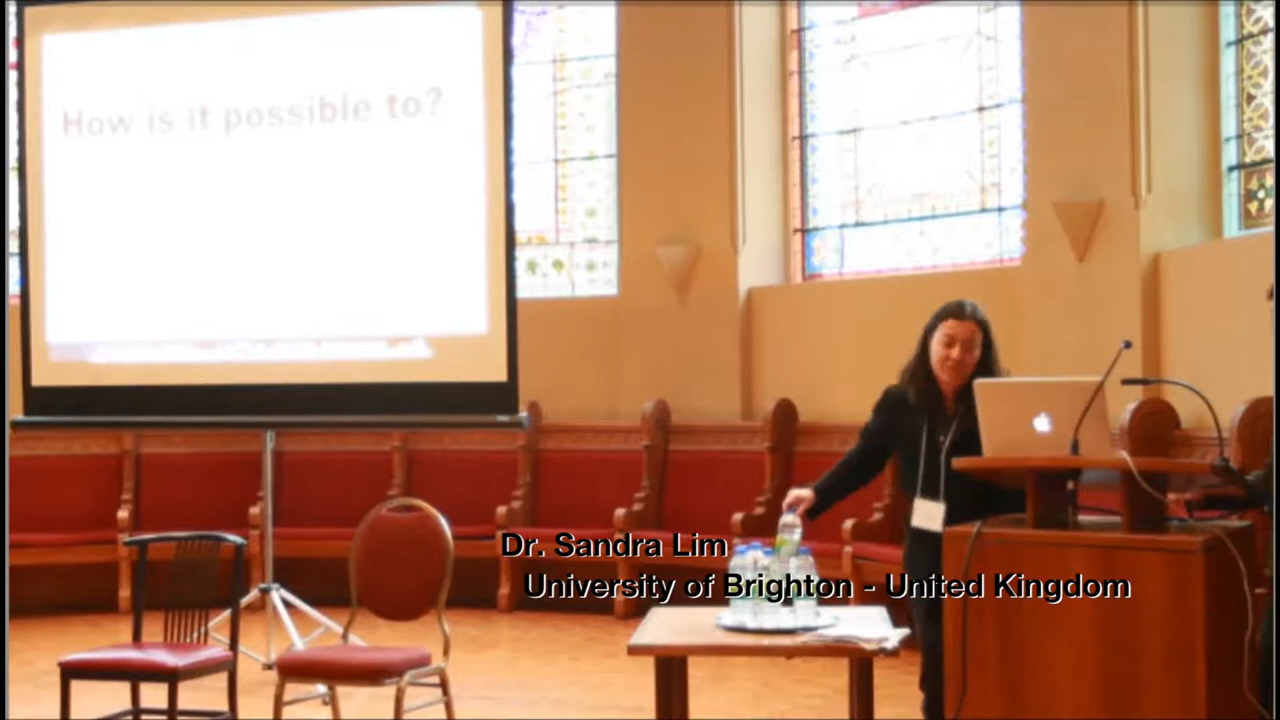 How is it possible to?
Dr. Sandra Lim
University of Brighton - United Kingdom